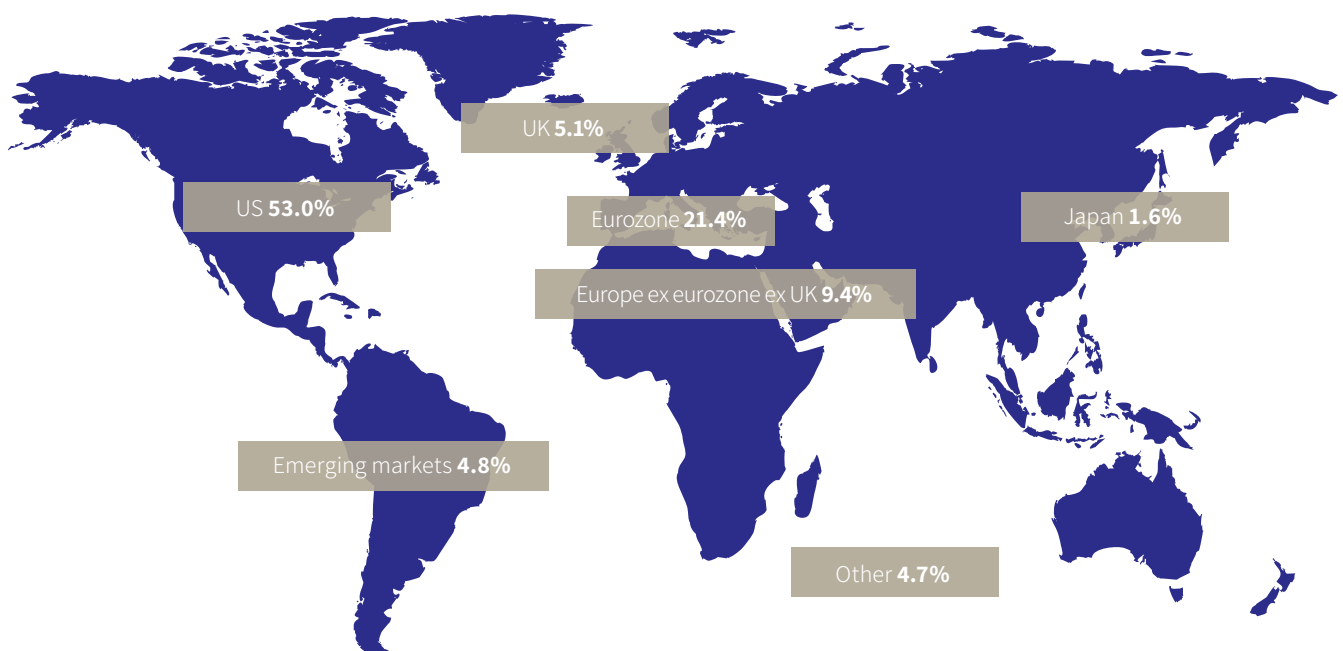 UK 5.1%
US 53.0%
Eurozone 21.4%
Japan 1.6%
Europe ex eurozone ex UK 9.4%
Emerging markets 4.8%
Other 4.7%